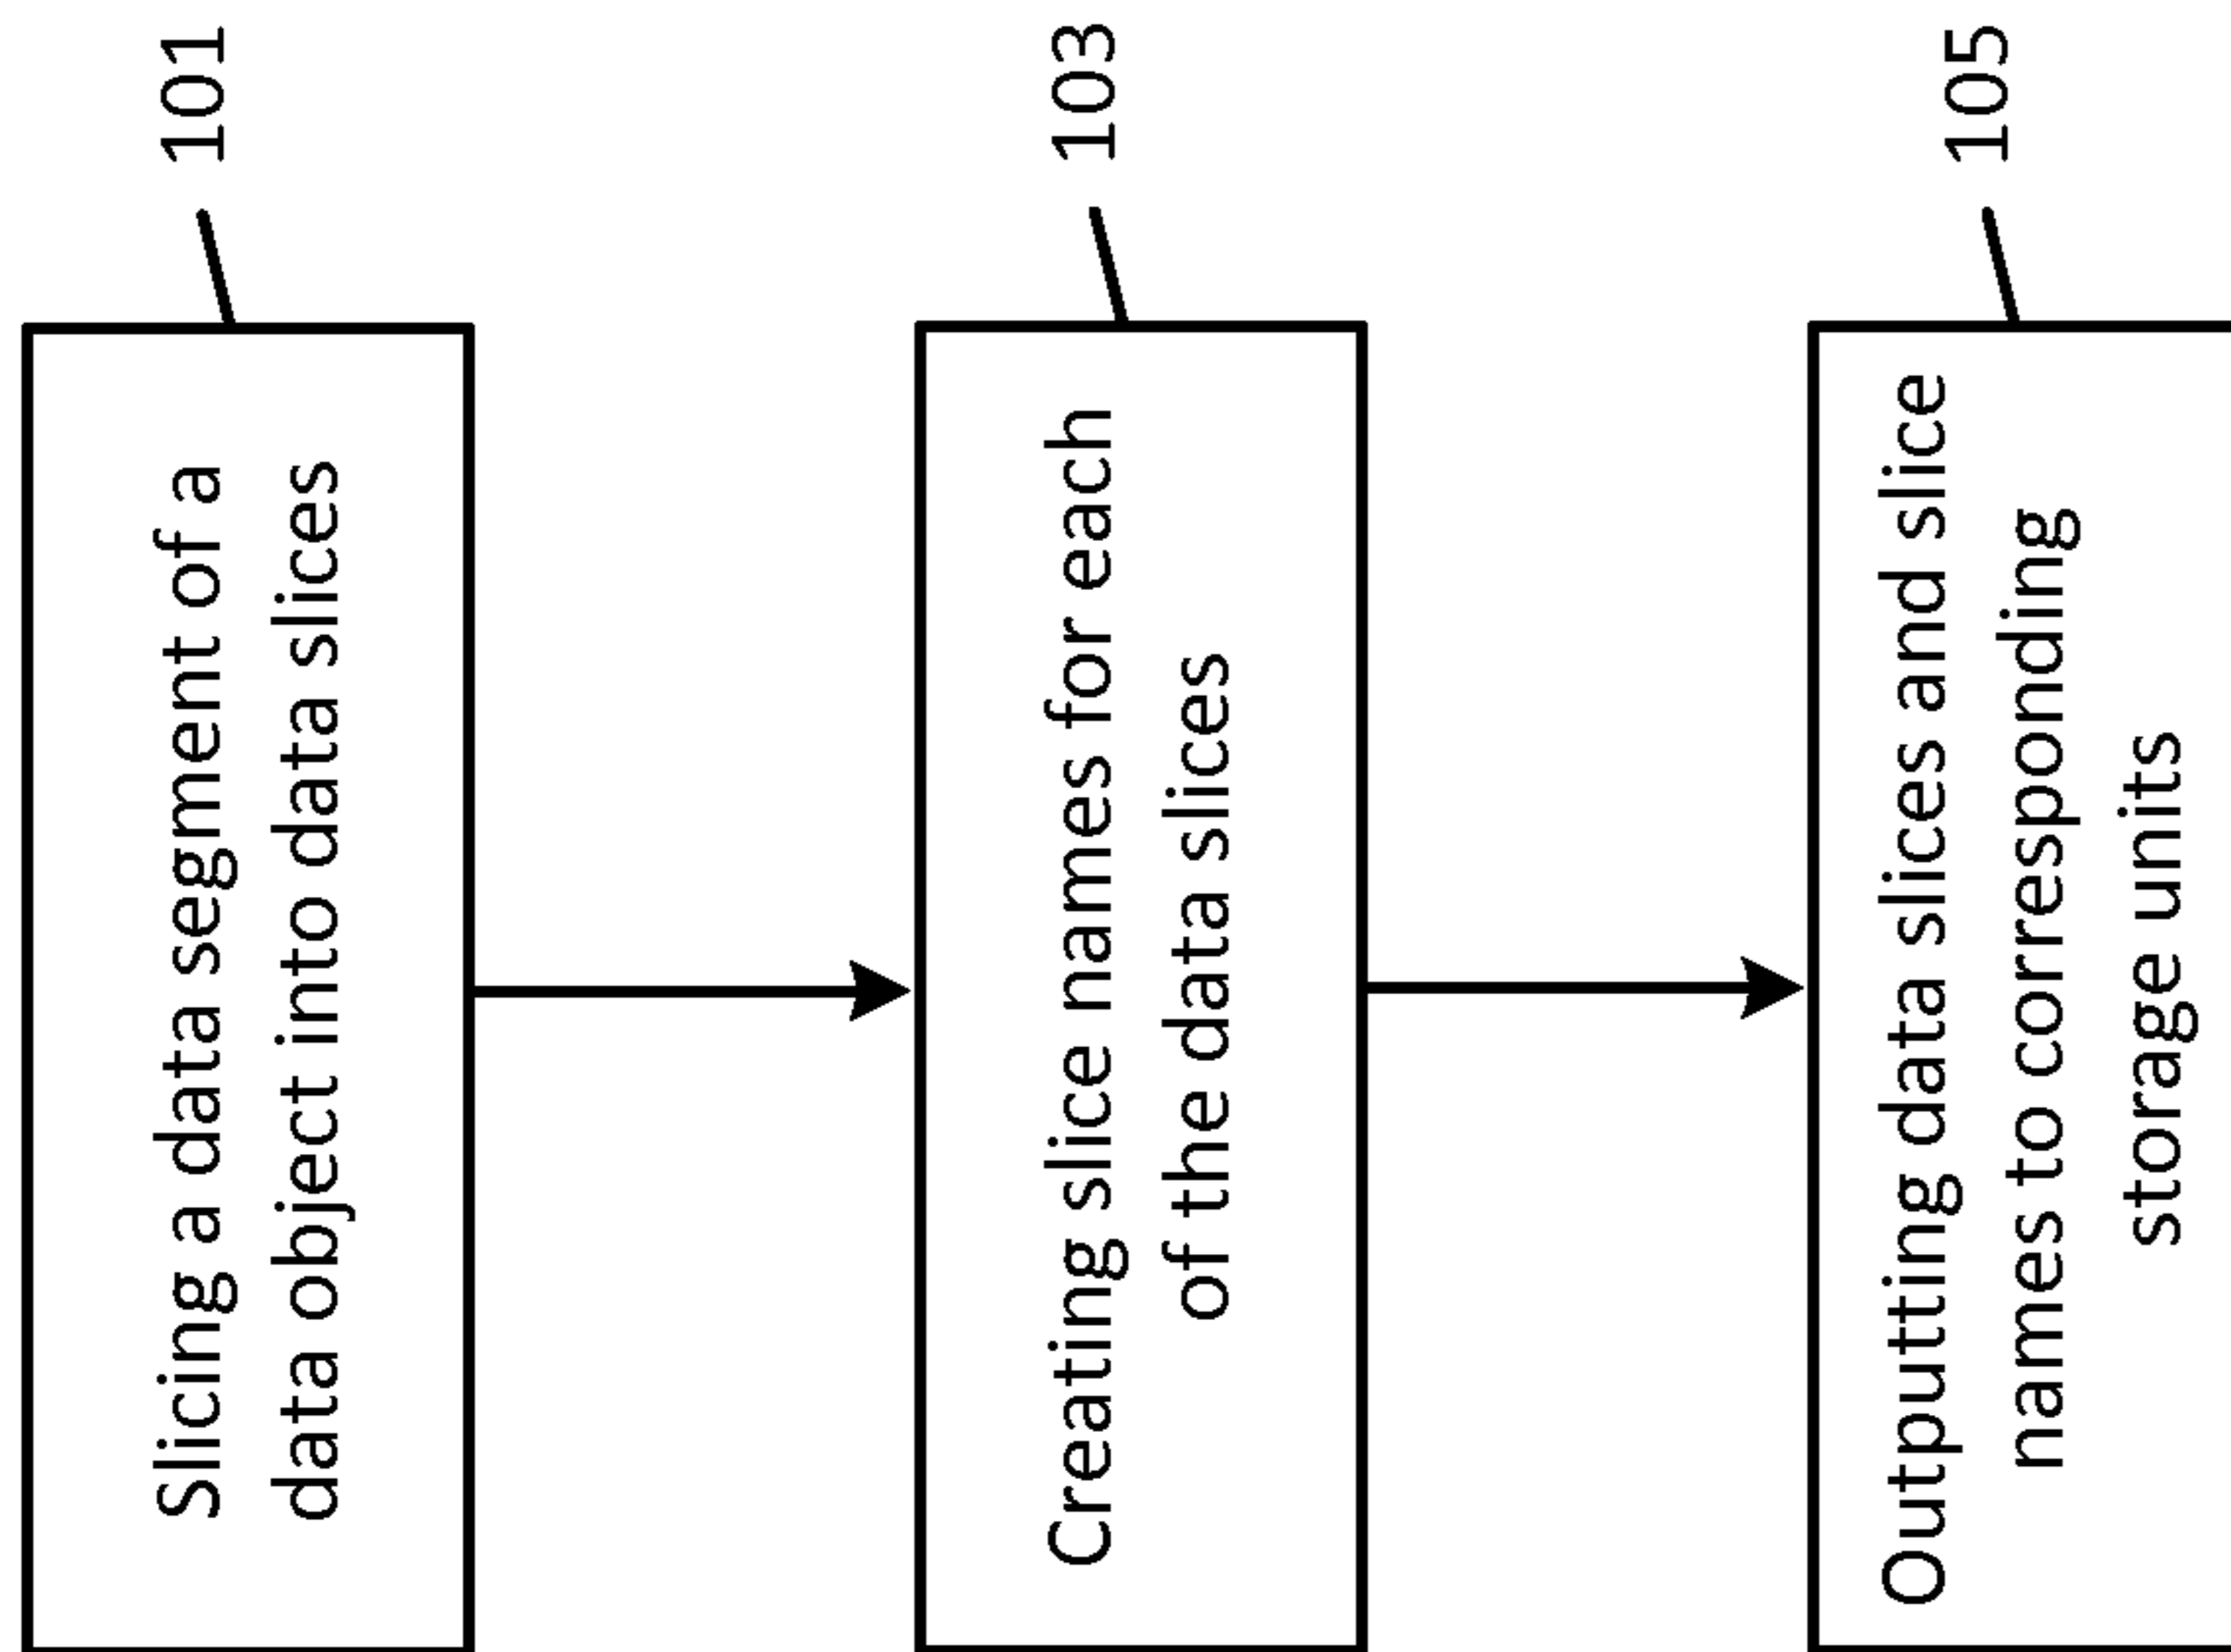 Slicing a data segment of a
data object into data slices
101
Creating slice names for each
of the data slices
103
Outputting data slices and slice
names to corresponding
storage units
105